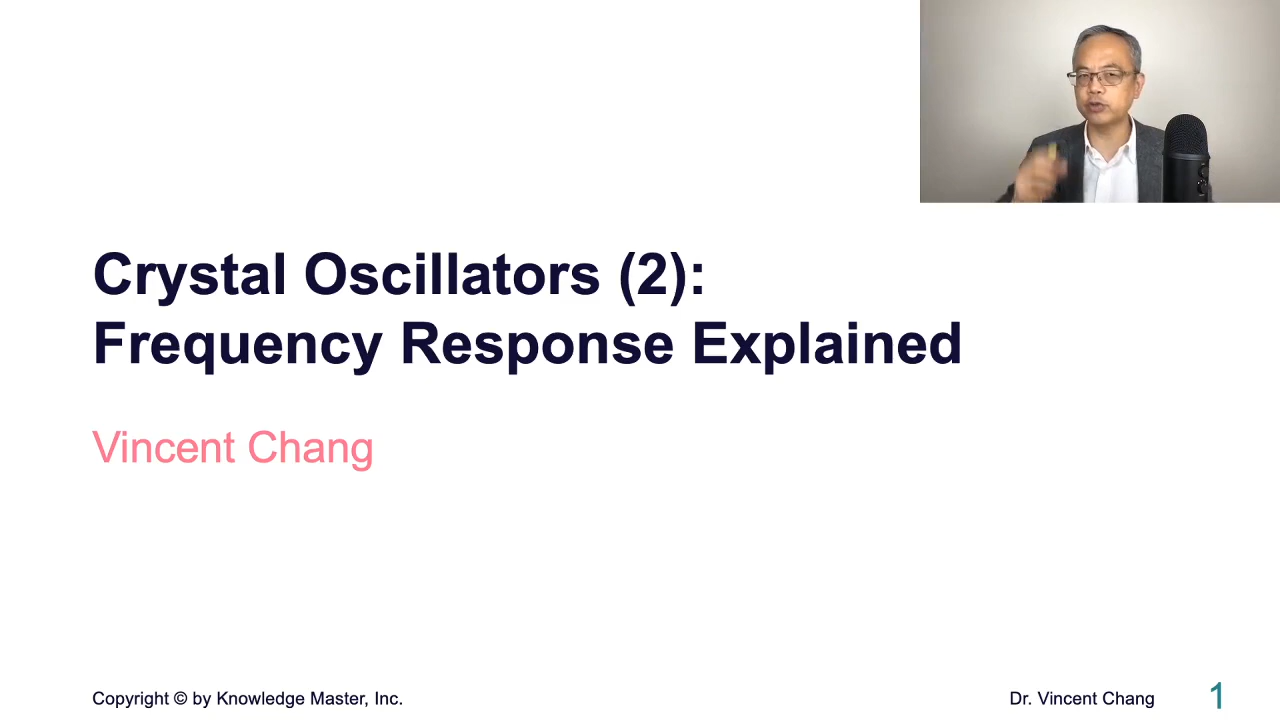 Crystal Oscillators (2):
Frequency Response Explained
Vincent Chang
Copyright © by Knowledge Master, Inc.
Dr. Vincent Chang
1